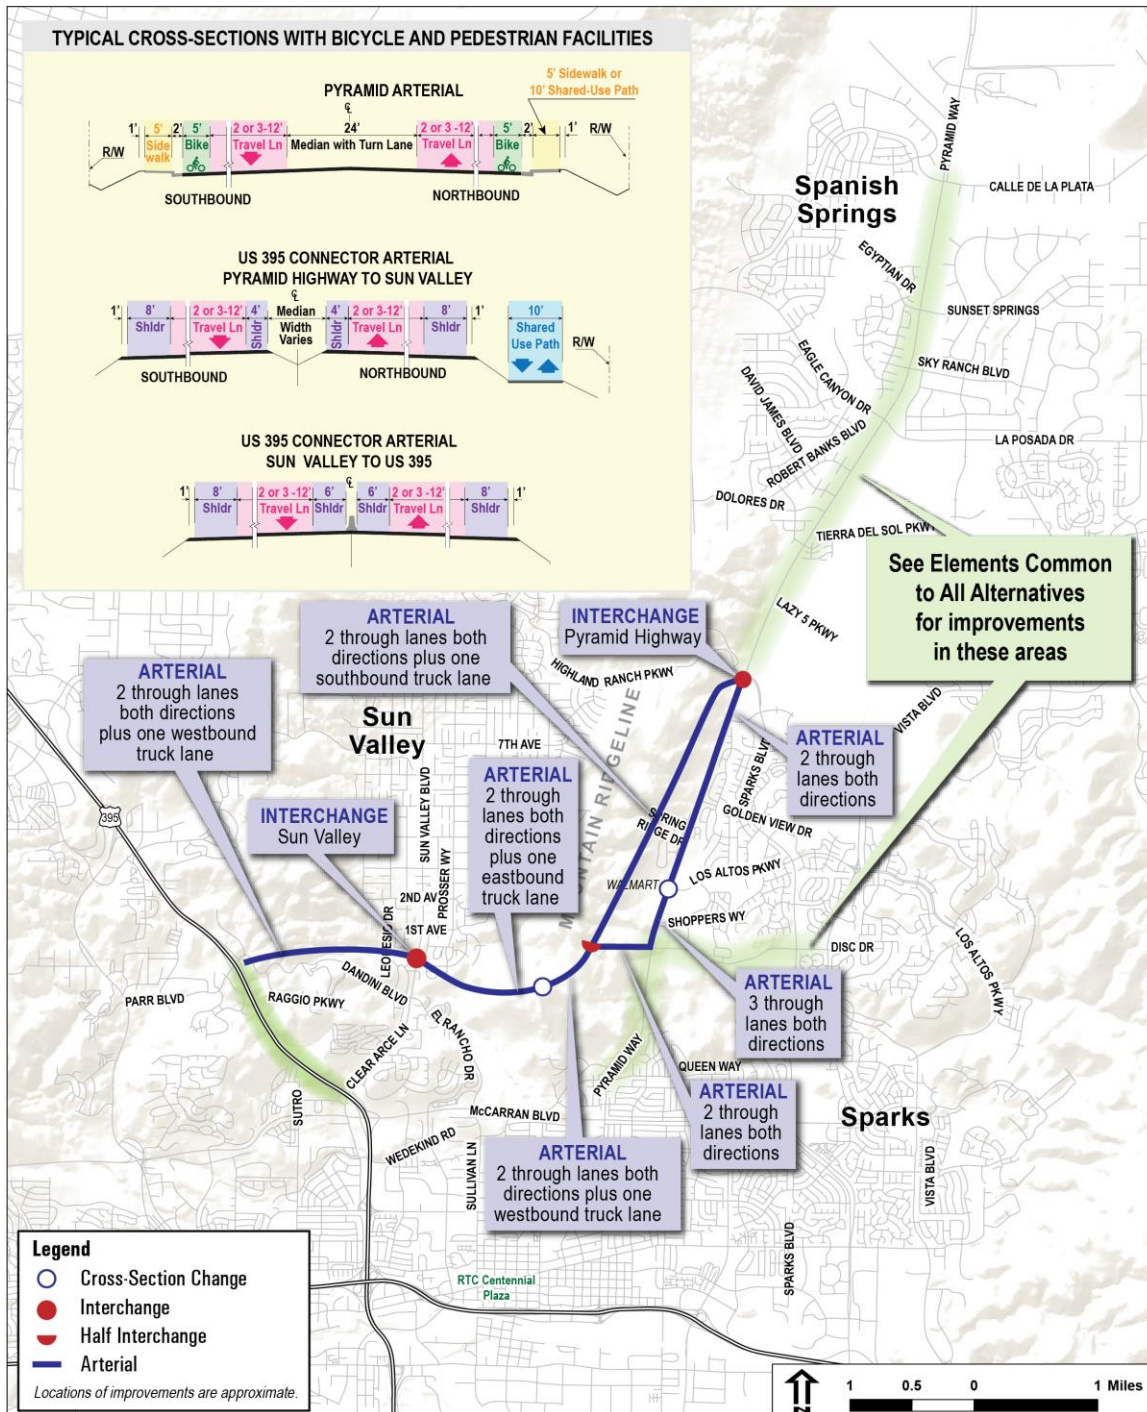 TYPICAL CROSS-SECTIONS WITH BICYCLE AND PEDESTRIAN FACILITIES
5' Sidewalk or
10' Shared-Use Path
PYRAMID ARTERIAL
℄
1' 5' 2' 5' 2 or 3-12' 24' 2 or 3 -12' 5' 2' 1'
Side walk Bike Travel Ln Median with Turn Lane Travel Ln Bike
R/W R/W
SOUTHBOUND NORTHBOUND
US 395 CONNECTOR ARTERIAL
PYRAMID HIGHWAY TO SUN VALLEY
℄
1' 8' 2 or 3-12' 4' Median 4' 2 or 3-12' 8' 1' 10'
Shldr Travel Ln Shldr Width Varies Shldr Travel Ln Shldr Shared Use Path
R/W
SOUTHBOUND NORTHBOUND
US 395 CONNECTOR ARTERIAL
SUN VALLEY TO US 395
℄
1' 8' 2 or 3 -12' 6' 6' 2 or 3 -12' 8' 1'
Shldr Travel Ln Shldr Shldr Travel Ln Shldr
PYRAMID WAY
Spanish
Springs
CALLE DE LA PLATA
EGYPTIAN DR
SUNSET SPRINGS
SKY RANCH BLVD
EAGLE CANYON DR
DAVID JAMES BLVD
ROBERT BANKS BLVD
LA POSADA DR
DOLORES DR
TIERRA DEL SOL PKWY
See Elements Common
to All Alternatives
for improvements
in these areas
LAZY 5 PKWY
VISTA BLVD
INTERCHANGE
Pyramid Highway
ARTERIAL
2 through lanes both
directions plus one
southbound truck lane
HIGHLAND RANCH PKWY
ARTERIAL
2 through lanes
both directions
plus one westbound
truck lane
Sun
Valley
7TH AVE
MOUNTAIN RIDGELINE
ARTERIAL
2 through
lanes both
directions
SPARKS BLVD
GOLDEN VIEW DR
SPRING
RIDGE DR
ARTERIAL
2 through
lanes both
directions
plus one
eastbound
truck lane
395
INTERCHANGE
Sun Valley
SUN VALLEY BLVD
PROSSER WY
2ND AV
1ST AVE
LEONESIO DR
WALMART
LOS ALTOS PKWY
SHOPPERS WY
DISC DR
LOS ALTOS PKWY
DANDINI BLVD
RAGGIO PKWY
PARR BLVD
EL RANCHO DR
CLEAR ARCE LN
SUTRO
ARTERIAL
3 through
lanes both
directions
PYRAMID WAY
QUEEN WAY
McCARRAN BLVD
WEDEKIND RD
SULLIVAN LN
ARTERIAL
2 through
lanes both
directions
Sparks
ARTERIAL
2 through lanes both
directions plus one
westbound truck lane
VISTA BLVD
SPARKS BLVD
RTC Centennial
Plaza
Legend
Cross-Section Change
Interchange
Half Interchange
Arterial
Locations of improvements are approximate.
1 0.5 0 1 Miles